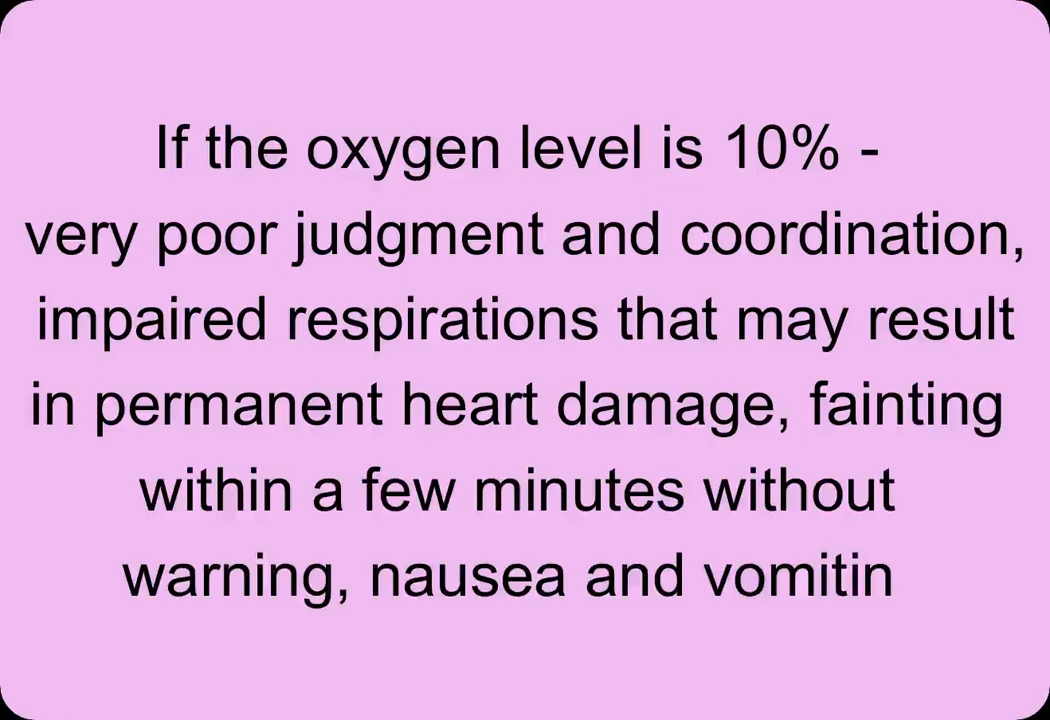 If the oxygen level is 10% -
very poor judgment and coordination,
impaired respirations that may result
in permanent heart damage, fainting
within a few minutes without
warning, nausea and vomitin